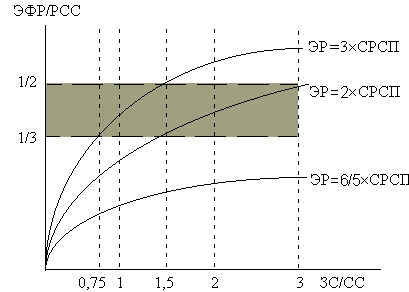 ЭФР/РСС
ЭР=3×СРСП
1/2
ЭР=2×СРСП
1/3
ЭР=6/5×СРСП
0,75 1 1,5 2 3 ЗС/СС